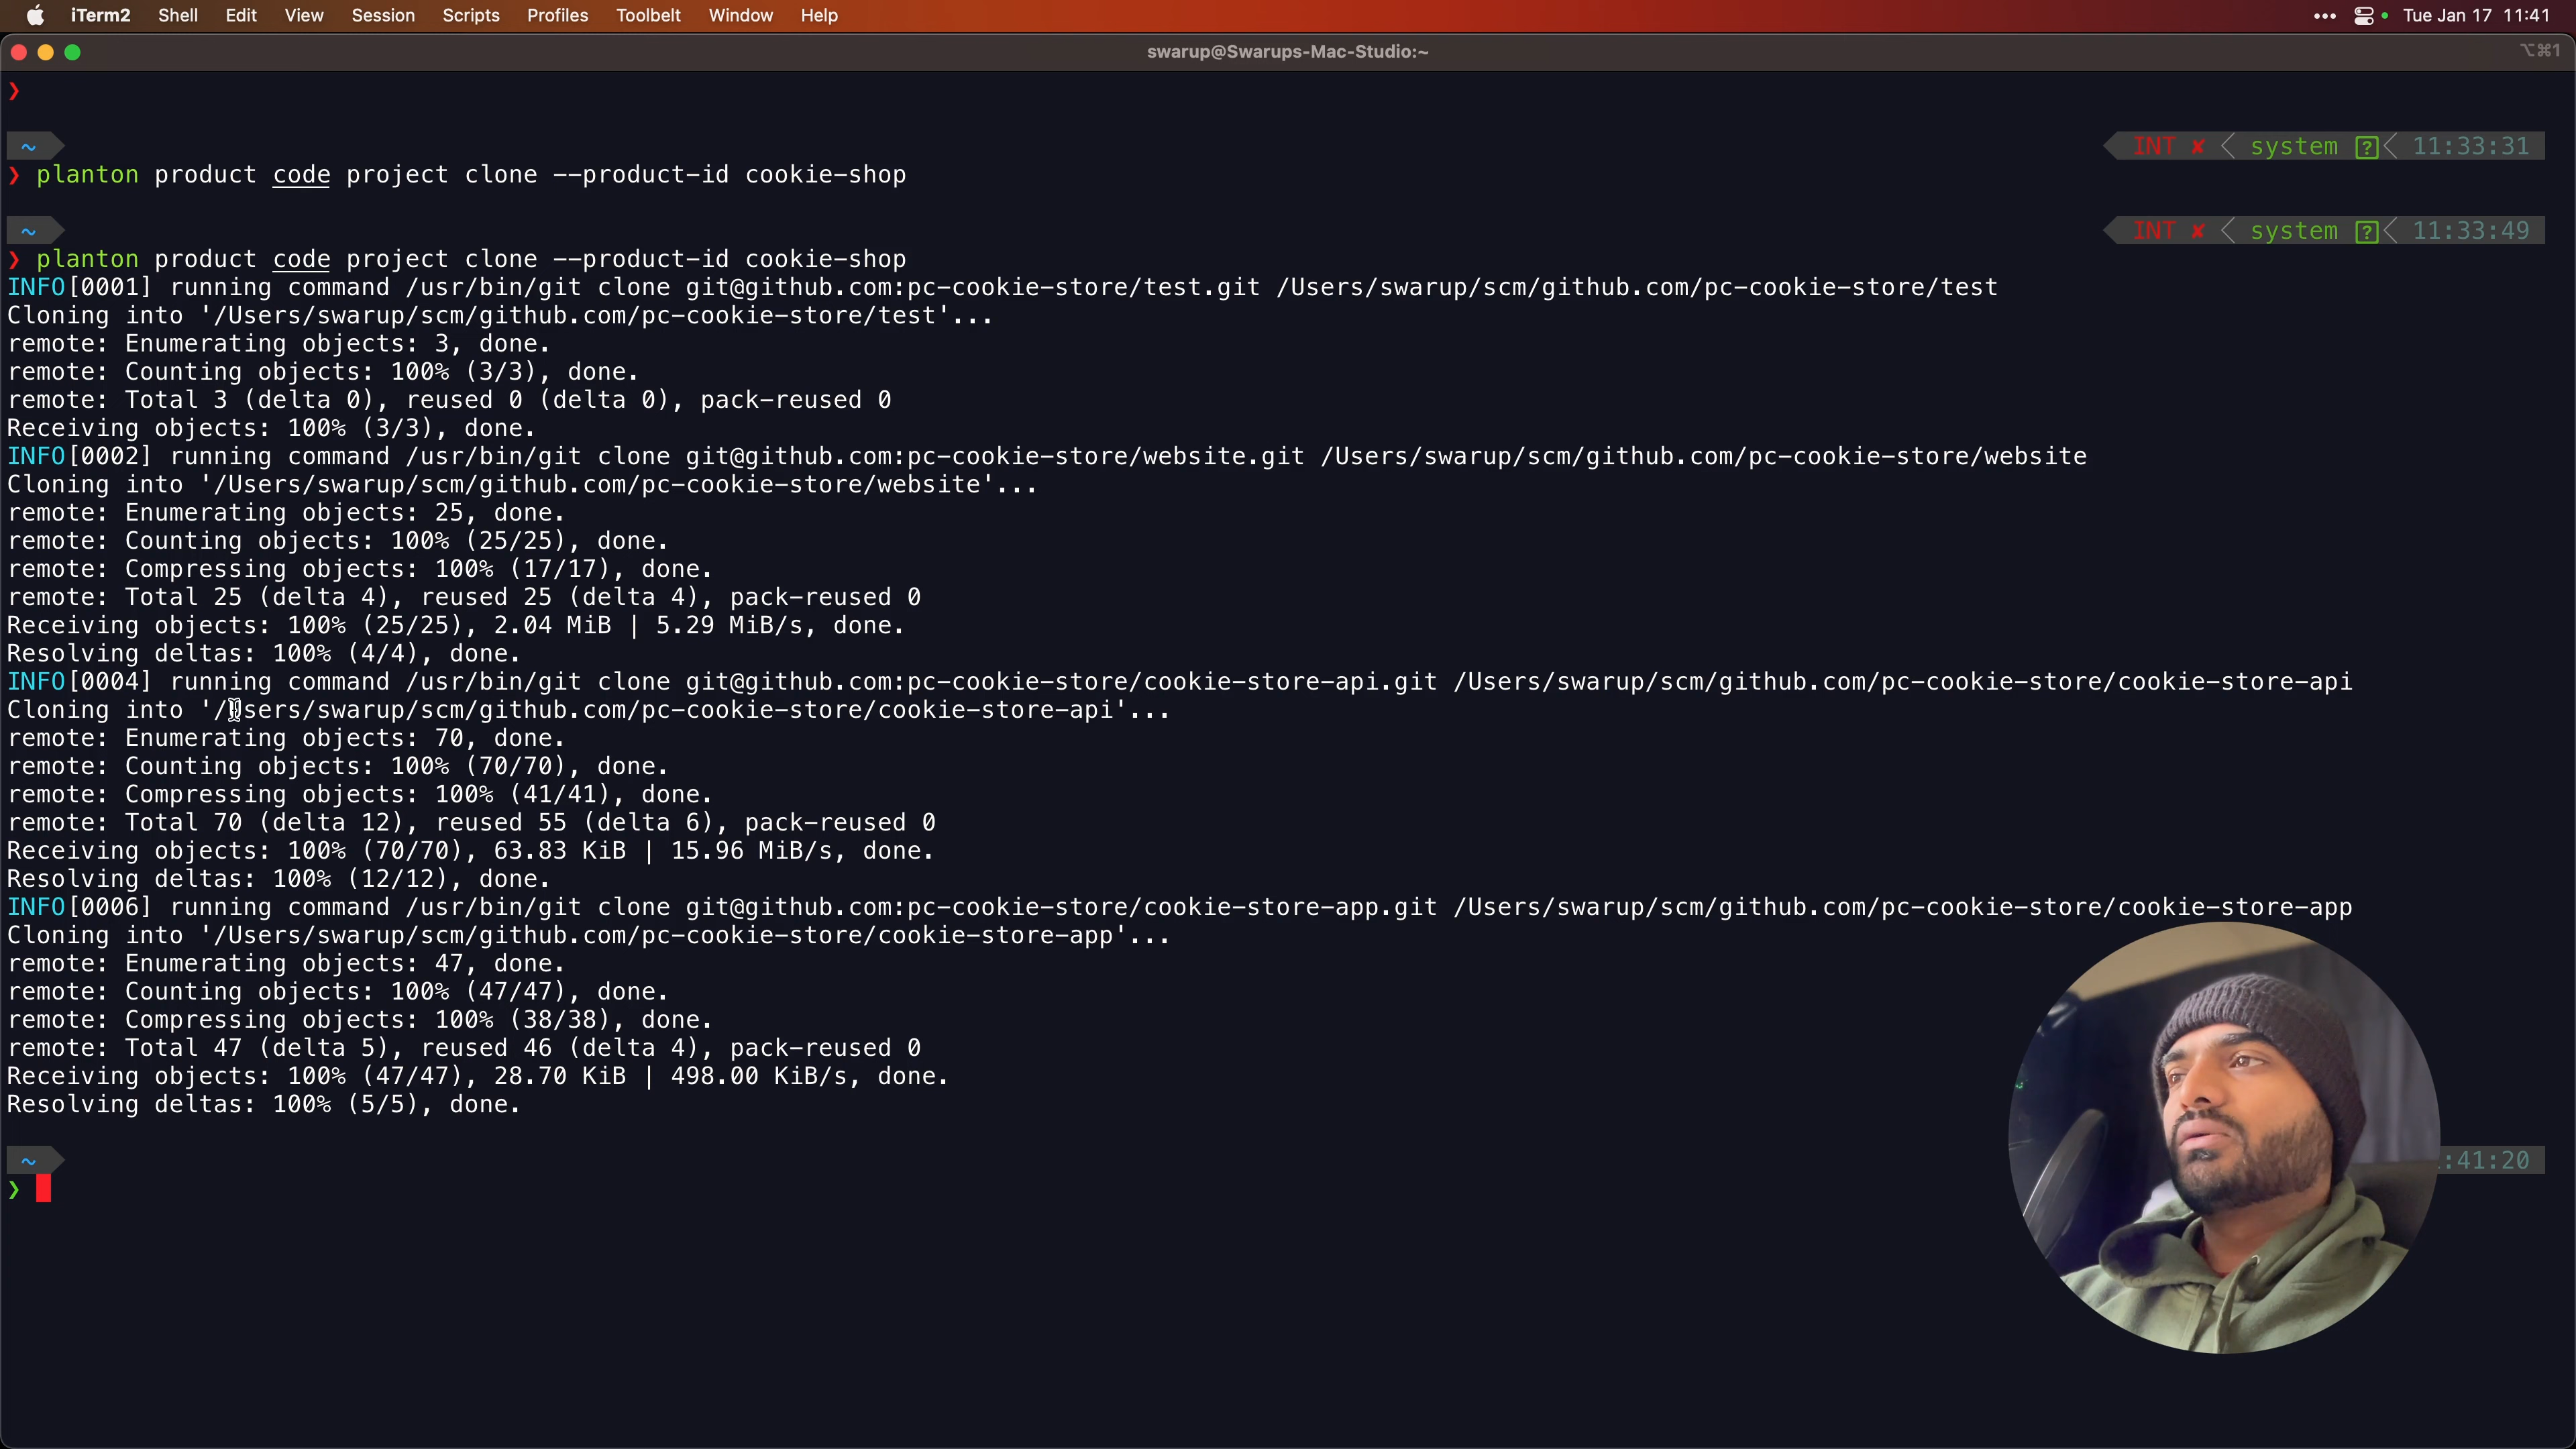 iTerm2 Shell Edit View Session Scripts Profiles Toolbelt Window Help ••• Tue Jan 17 11:41
swarup@Swarups-Mac-Studio:~ ⌥⌘1
❯
~ INT ✘ system ? 11:33:31
❯ planton product code project clone --product-id cookie-shop
~ INT ✘ system ? 11:33:49
❯ planton product code project clone --product-id cookie-shop
INFO[0001] running command /usr/bin/git clone git@github.com:pc-cookie-store/test.git /Users/swarup/scm/github.com/pc-cookie-store/test
Cloning into '/Users/swarup/scm/github.com/pc-cookie-store/test'...
remote: Enumerating objects: 3, done.
remote: Counting objects: 100% (3/3), done.
remote: Total 3 (delta 0), reused 0 (delta 0), pack-reused 0
Receiving objects: 100% (3/3), done.
INFO[0002] running command /usr/bin/git clone git@github.com:pc-cookie-store/website.git /Users/swarup/scm/github.com/pc-cookie-store/website
Cloning into '/Users/swarup/scm/github.com/pc-cookie-store/website'...
remote: Enumerating objects: 25, done.
remote: Counting objects: 100% (25/25), done.
remote: Compressing objects: 100% (17/17), done.
remote: Total 25 (delta 4), reused 25 (delta 4), pack-reused 0
Receiving objects: 100% (25/25), 2.04 MiB | 5.29 MiB/s, done.
Resolving deltas: 100% (4/4), done.
INFO[0004] running command /usr/bin/git clone git@github.com:pc-cookie-store/cookie-store-api.git /Users/swarup/scm/github.com/pc-cookie-store/cookie-store-api
Cloning into '/Users/swarup/scm/github.com/pc-cookie-store/cookie-store-api'...
remote: Enumerating objects: 70, done.
remote: Counting objects: 100% (70/70), done.
remote: Compressing objects: 100% (41/41), done.
remote: Total 70 (delta 12), reused 55 (delta 6), pack-reused 0
Receiving objects: 100% (70/70), 63.83 KiB | 15.96 MiB/s, done.
Resolving deltas: 100% (12/12), done.
INFO[0006] running command /usr/bin/git clone git@github.com:pc-cookie-store/cookie-store-app.git /Users/swarup/scm/github.com/pc-cookie-store/cookie-store-app
Cloning into '/Users/swarup/scm/github.com/pc-cookie-store/cookie-store-app'...
remote: Enumerating objects: 47, done.
remote: Counting objects: 100% (47/47), done.
remote: Compressing objects: 100% (38/38), done.
remote: Total 47 (delta 5), reused 46 (delta 4), pack-reused 0
Receiving objects: 100% (47/47), 28.70 KiB | 498.00 KiB/s, done.
Resolving deltas: 100% (5/5), done.
~ :41:20
❯